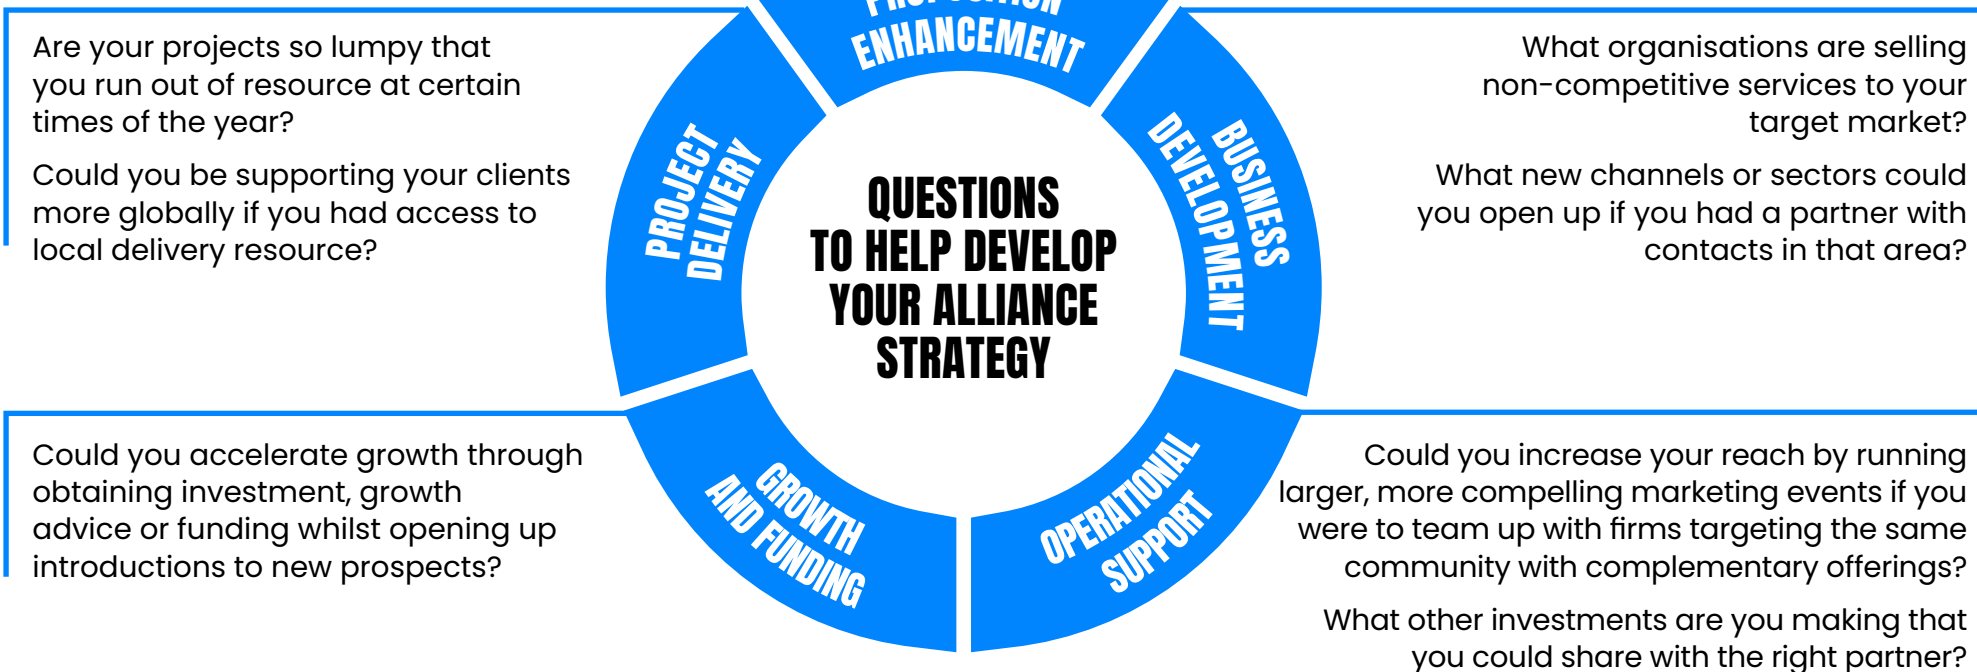 PROPOSITION
ENHANCEMENT
Are your projects so lumpy that
you run out of resource at certain
times of the year?
Could you be supporting your clients
more globally if you had access to
local delivery resource?
PROJECT
DELIVERY
QUESTIONS
TO HELP DEVELOP
YOUR ALLIANCE
STRATEGY
BUSINESS
DEVELOPMENT
What organisations are selling
non-competitive services to your
target market?
What new channels or sectors could
you open up if you had a partner with
contacts in that area?
Could you accelerate growth through
obtaining investment, growth
advice or funding whilst opening up
introductions to new prospects?
GROWTH
AND FUNDING
OPERATIONAL
SUPPORT
Could you increase your reach by running
larger, more compelling marketing events if you
were to team up with firms targeting the same
community with complementary offerings?
What other investments are you making that
you could share with the right partner?